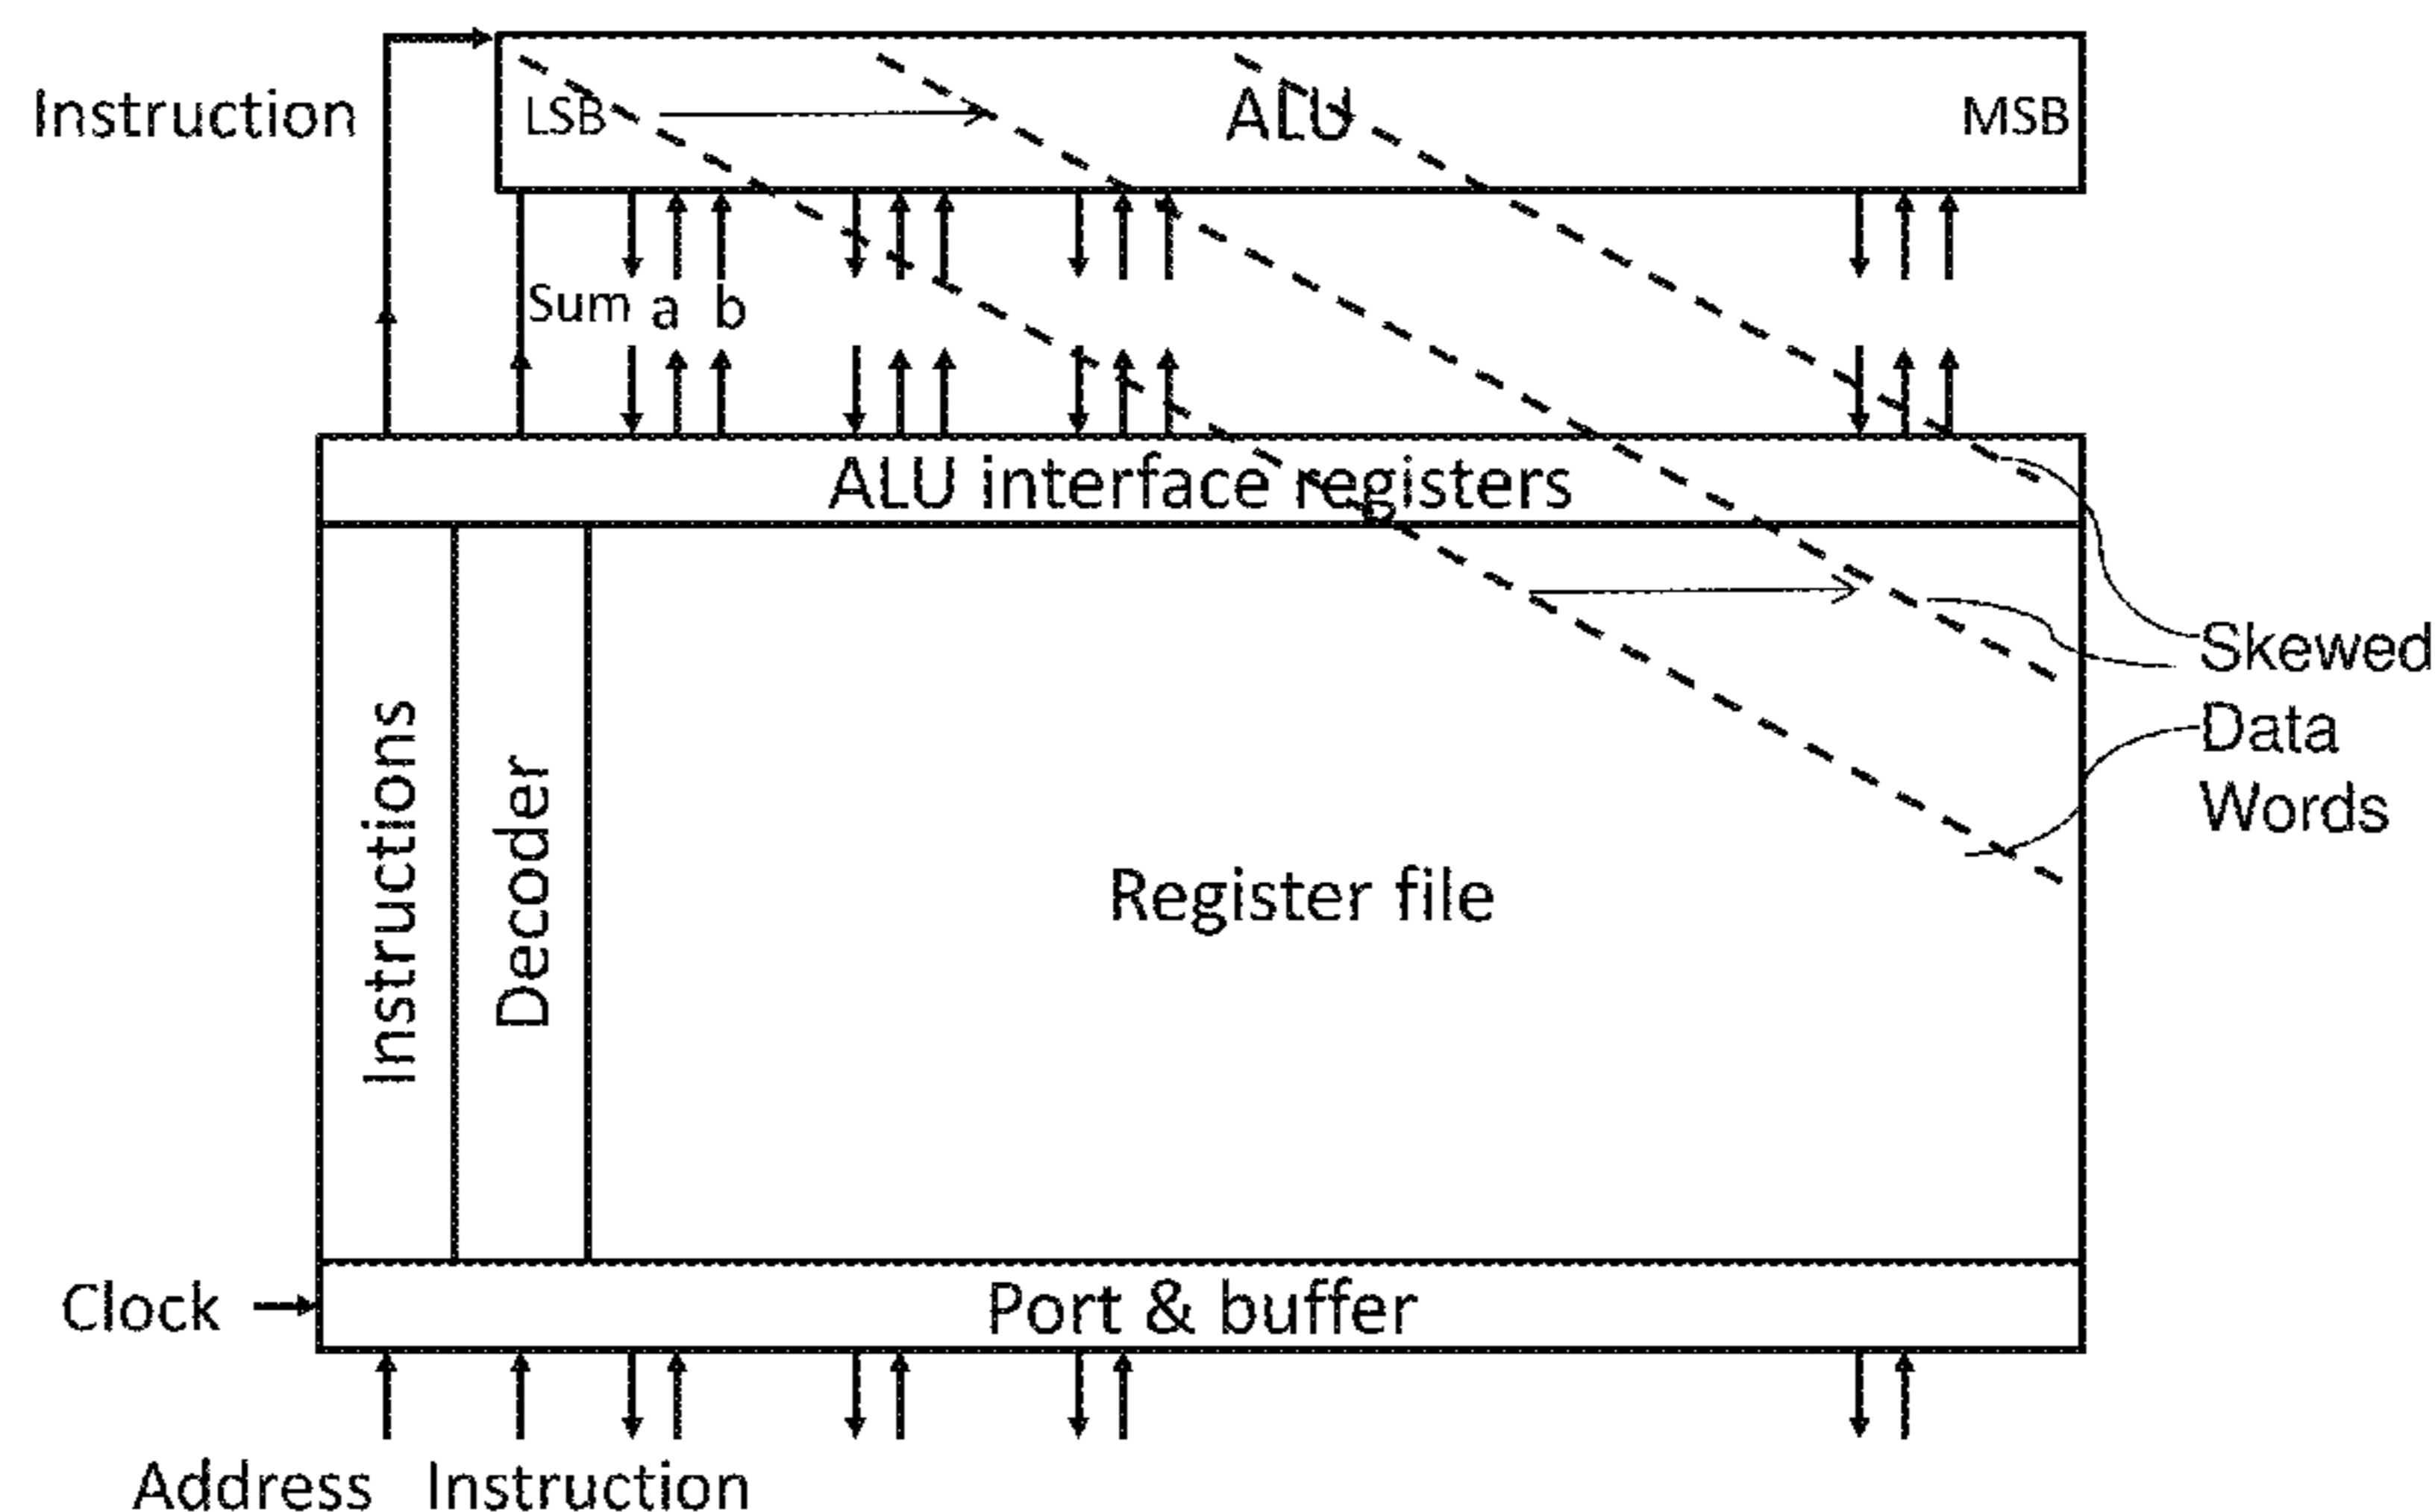 Instruction
LSB
ALU
MSB
Sum a b
ALU interface registers
Instructions
Decoder
Register file
Skewed
Data
Words
Clock
Port & buffer
Address Instruction